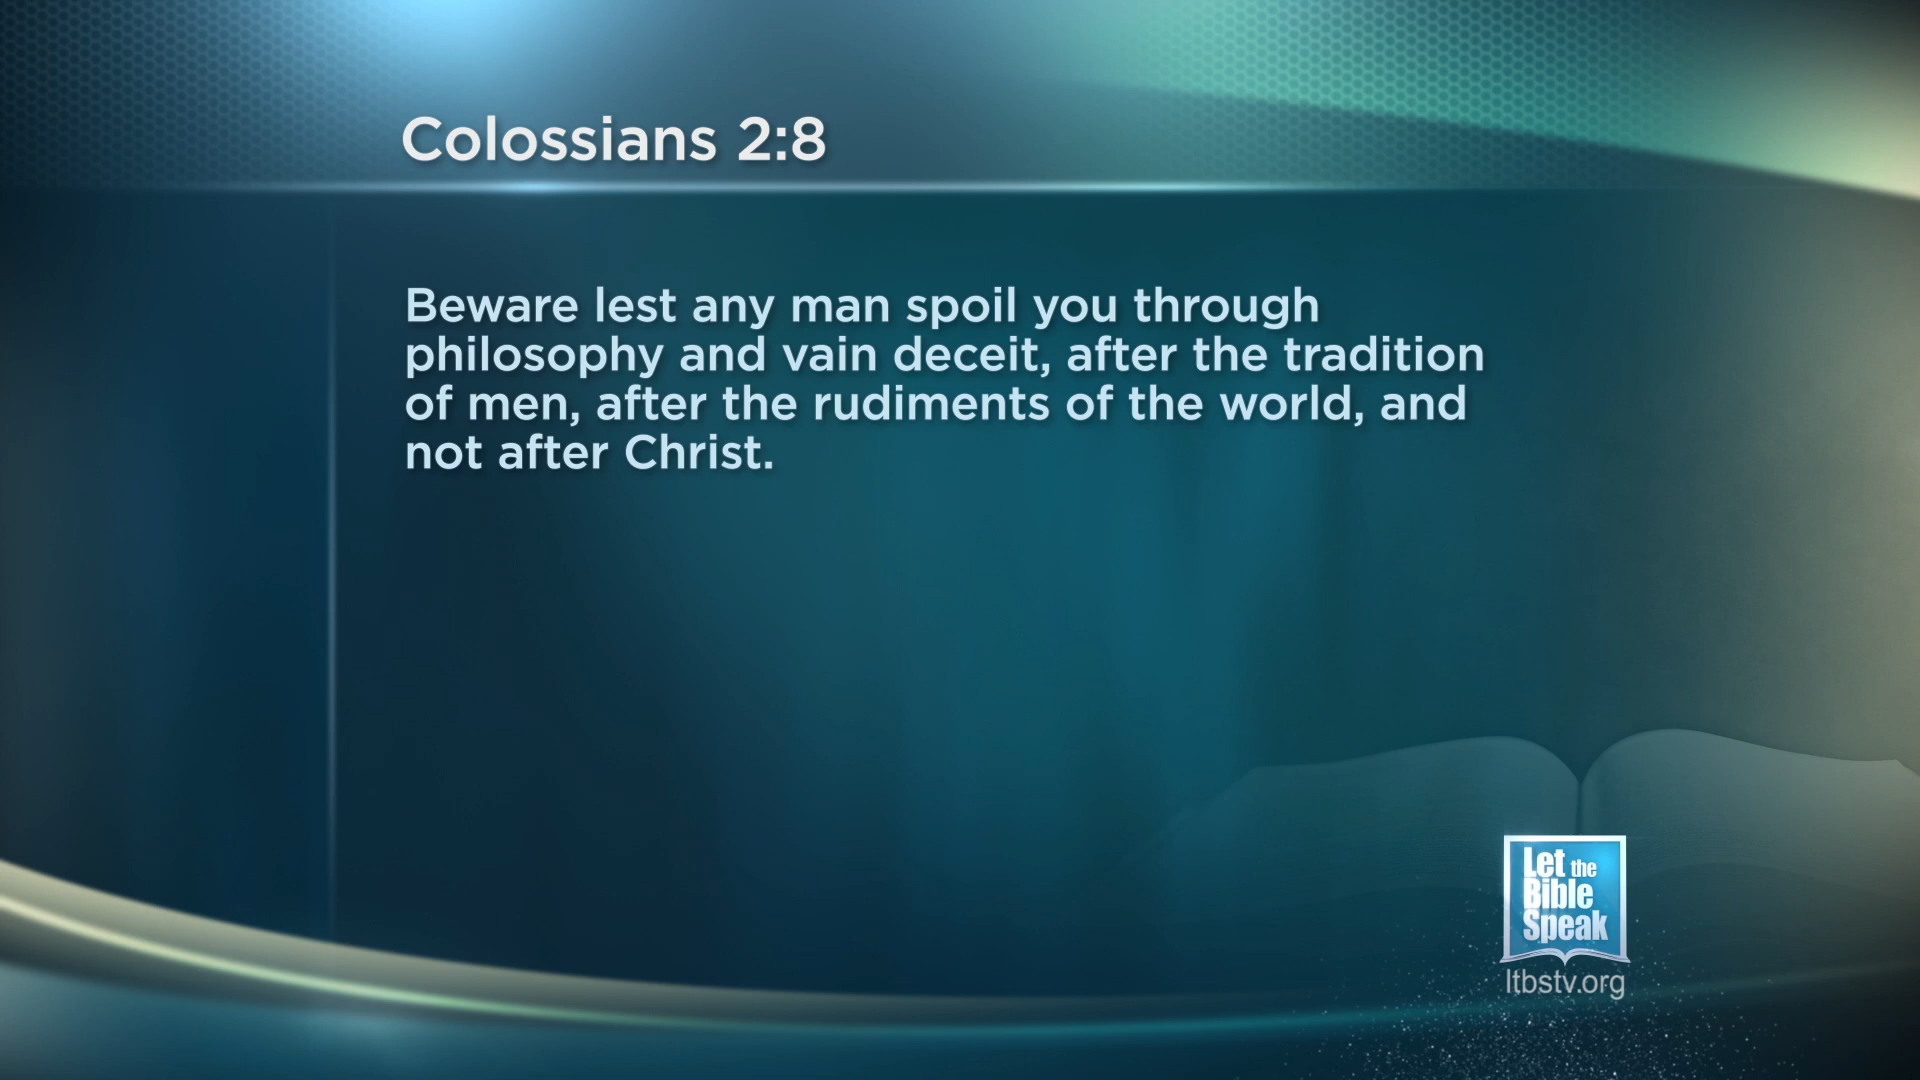 Colossians 2:8
Beware lest any man spoil you through
philosophy and vain deceit, after the tradition
of men, after the rudiments of the world, and
not after Christ.
Let the
Bible
Speak
ltbstv.org